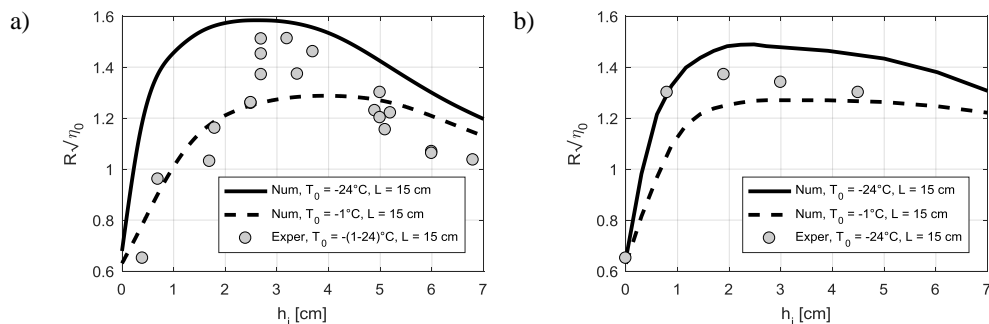 a)
1.6
1.4
1.2
1
0.8
0.6
R√η₀
0 1 2 3 4 5 6 7
hᵢ [cm]
Num, T₀ = -24°C, L = 15 cm
Num, T₀ = -1°C, L = 15 cm
Exper, T₀ = -(1-24)°C, L = 15 cm
b)
1.6
1.4
1.2
1
0.8
0.6
R√η₀
0 1 2 3 4 5 6 7
hᵢ [cm]
Num, T₀ = -24°C, L = 15 cm
Num, T₀ = -1°C, L = 15 cm
Exper, T₀ = -24°C, L = 15 cm